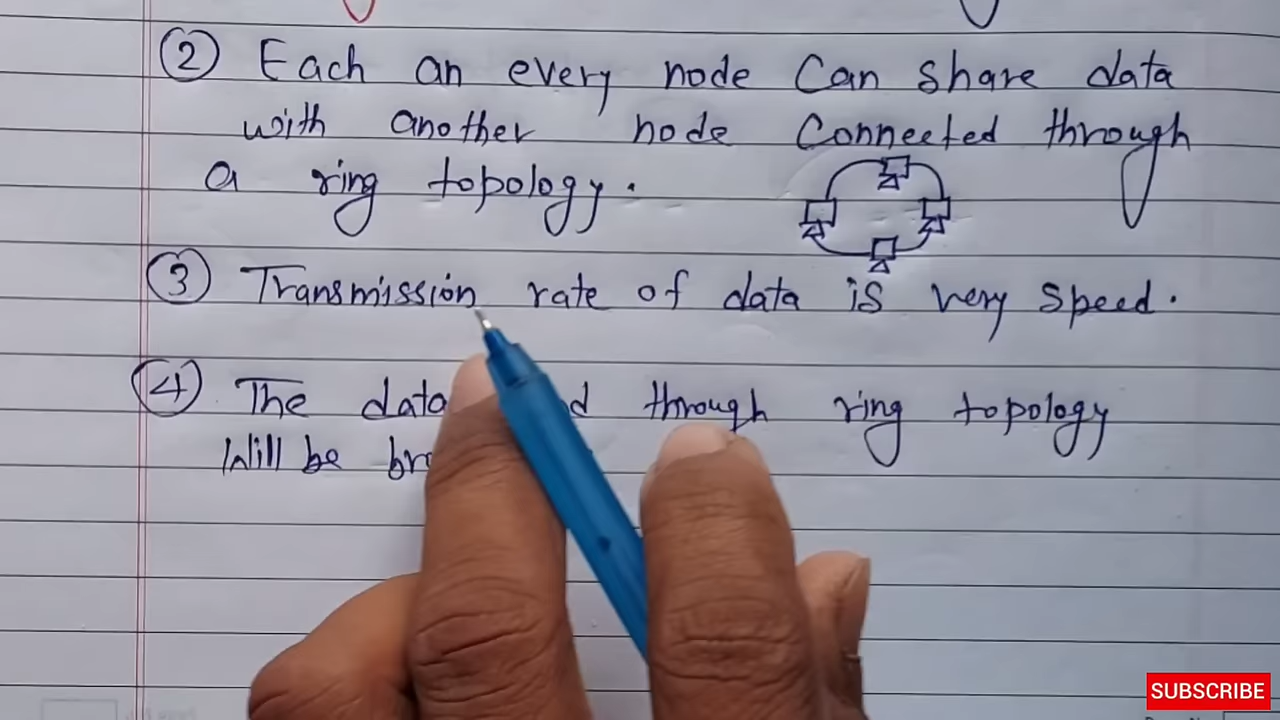 ② Each an every node Can share data
with another node Connected through
a ring topology.
③ Transmission rate of data is very speed.
④ The data through ring topology
Will be
SUBSCRIBE